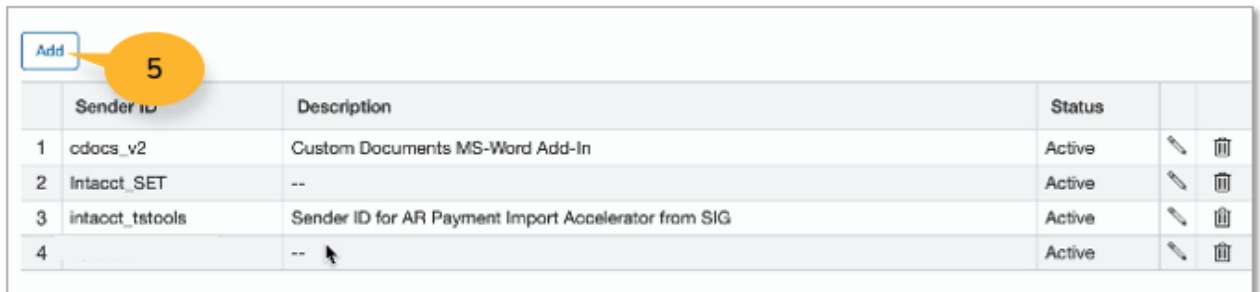 Add
5
Sender ID Description Status
1 cdocs_v2 Custom Documents MS-Word Add-In Active
2 Intacct_SET -- Active
3 intacct_tstools Sender ID for AR Payment Import Accelerator from SIG Active
4 -- Active